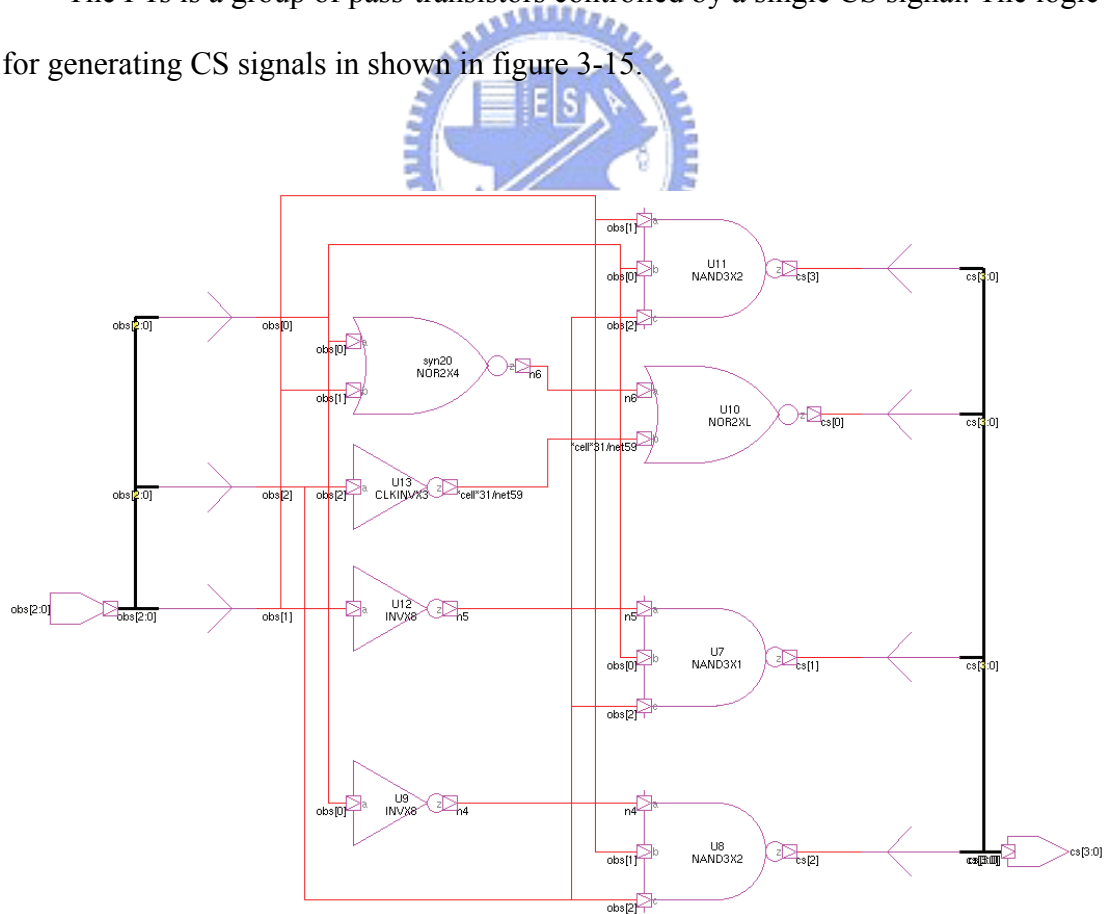 The PTs is a group of pass-transistors controlled by a single CS signal. The logic
for generating CS signals in shown in figure 3-15.
E S A
obs[1] a
U11
NAND3X2
obs[0] b
z cs[3]
cs[3:0]
obs[2] c
obs[2:0]
obs[0]
obs[0] a
syn20
NOR2X4
z n6
obs[1] b
n6 a
U10
NOR2XL
z cs[0]
cs[3:0]
*cell*31/net59 b
obs[2:0]
obs[2]
obs[2] a
U13
CLKINVX3
z *cell*31/net59
obs[2:0]
obs[2:0]
obs[1]
a
U12
INVX8
z n5
n5 a
U7
NAND3X1
obs[0] b
z cs[1]
cs[3:0]
obs[2] c
obs[0] a
U9
INVX8
z n4
n4 a
U8
NAND3X2
obs[1] b
z cs[2]
cs[3:0]
cs[3:0]
obs[2] c